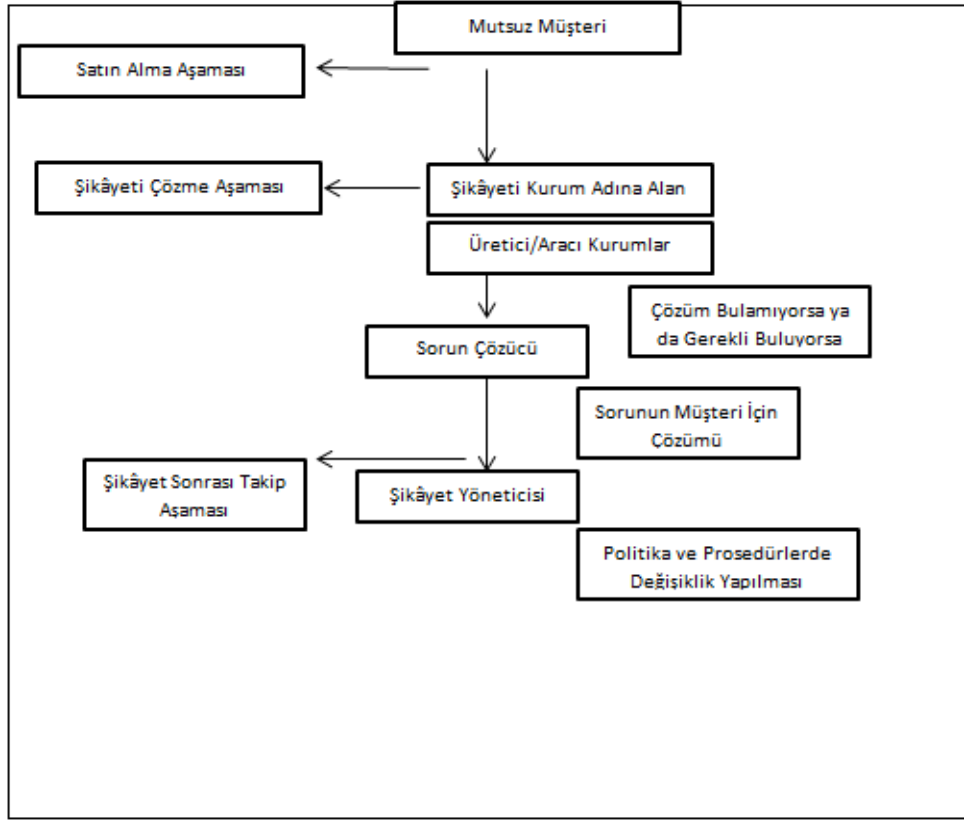 Mutsuz Müşteri
Satın Alma Aşaması
Şikâyeti Çözme Aşaması
Şikâyeti Kurum Adına Alan
Üretici/Aracı Kurumlar
Çözüm Bulamıyorsa ya
da Gerekli Buluyorsa
Sorun Çözücü
Sorunun Müşteri İçin
Çözümü
Şikâyet Sonrası Takip
Aşaması
Şikâyet Yöneticisi
Politika ve Prosedürlerde
Değişiklik Yapılması